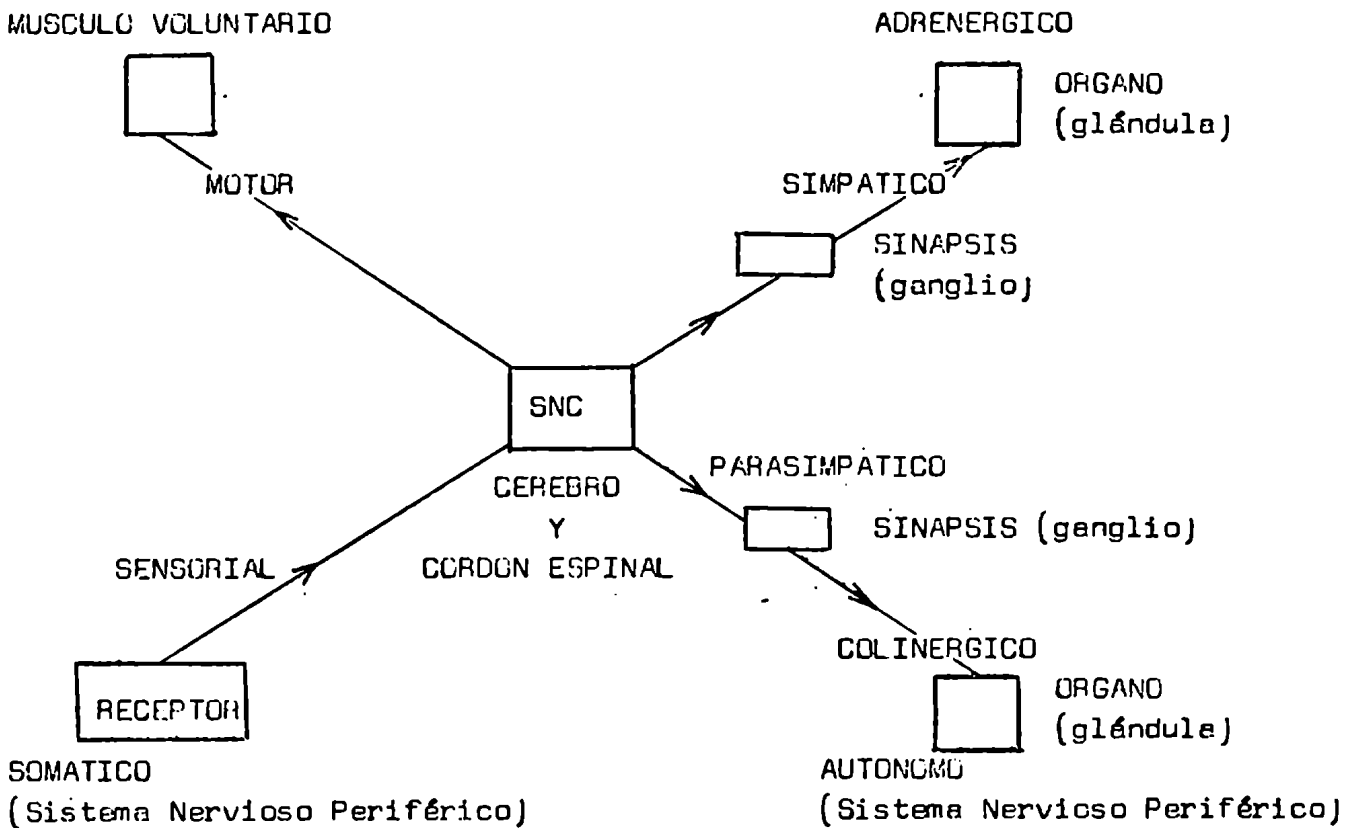 MUSCULO VOLUNTARIO
ADRENERGICO
ORGANO
(glándula)
MOTOR
SIMPATICO
SINAPSIS
(ganglio)
SNC
CEREBRO
Y
CORDON ESPINAL
PARASIMPATICO
SINAPSIS (ganglio)
SENSORIAL
COLINERGICO
RECEPTOR
ORGANO
(glándula)
SOMATICO
(Sistema Nervioso Periférico)
AUTONOMO
(Sistema Nervioso Periférico)